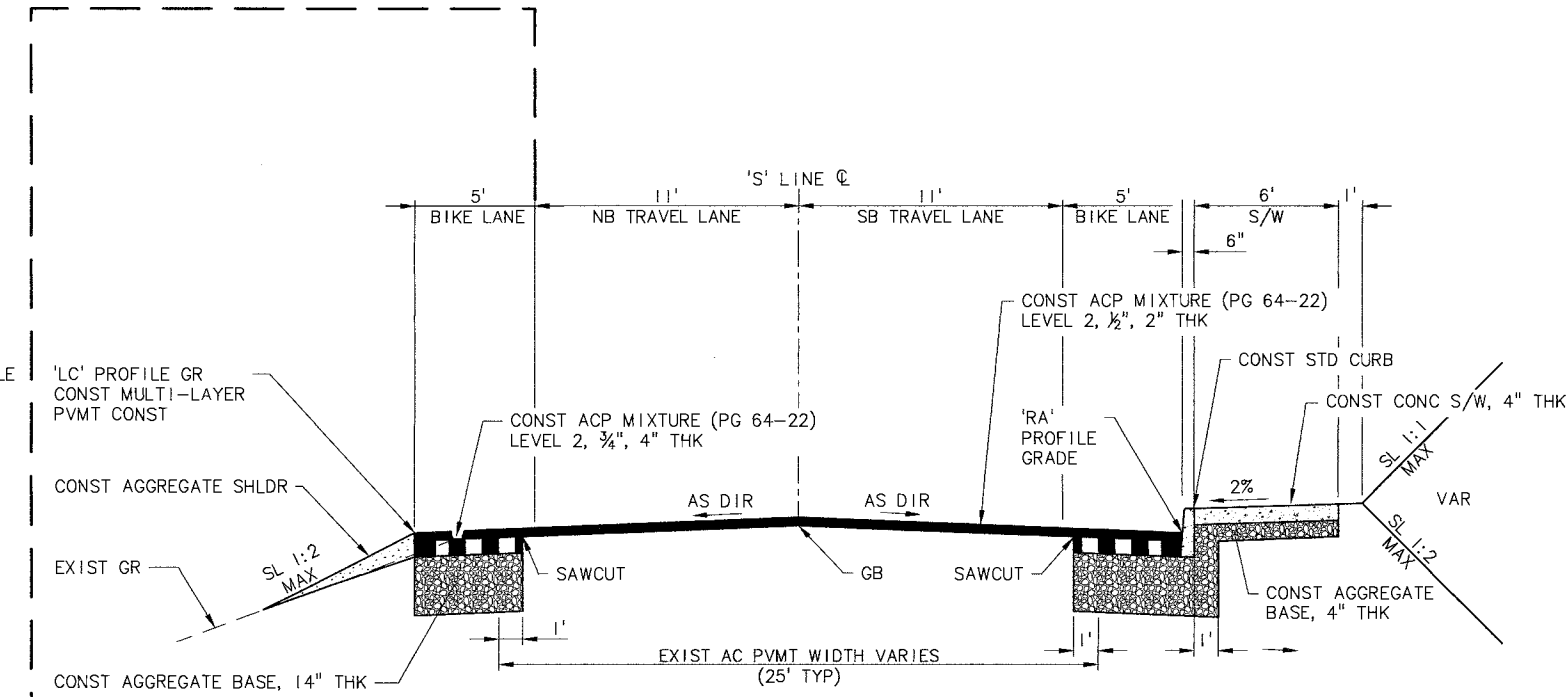 'S' LINE ℄
5'
11'
11'
5'
6'
1'
BIKE LANE
NB TRAVEL LANE
SB TRAVEL LANE
BIKE LANE
S/W
6"
CONST ACP MIXTURE (PG 64-22)
LEVEL 2, ½", 2" THK
CONST STD CURB
LE
'LC' PROFILE GR
CONST MULTI-LAYER
PVMT CONST
CONST CONC S/W, 4" THK
CONST ACP MIXTURE (PG 64-22)
LEVEL 2, ¾", 4" THK
'RA'
PROFILE
GRADE
SL 1:1
MAX
CONST AGGREGATE SHLDR
AS DIR
AS DIR
2%
VAR
SL 1:2
MAX
SL 1:2
MAX
EXIST GR
SAWCUT
GB
SAWCUT
CONST AGGREGATE
BASE, 4" THK
1'
1'
1'
EXIST AC PVMT WIDTH VARIES
(25' TYP)
CONST AGGREGATE BASE, 14" THK